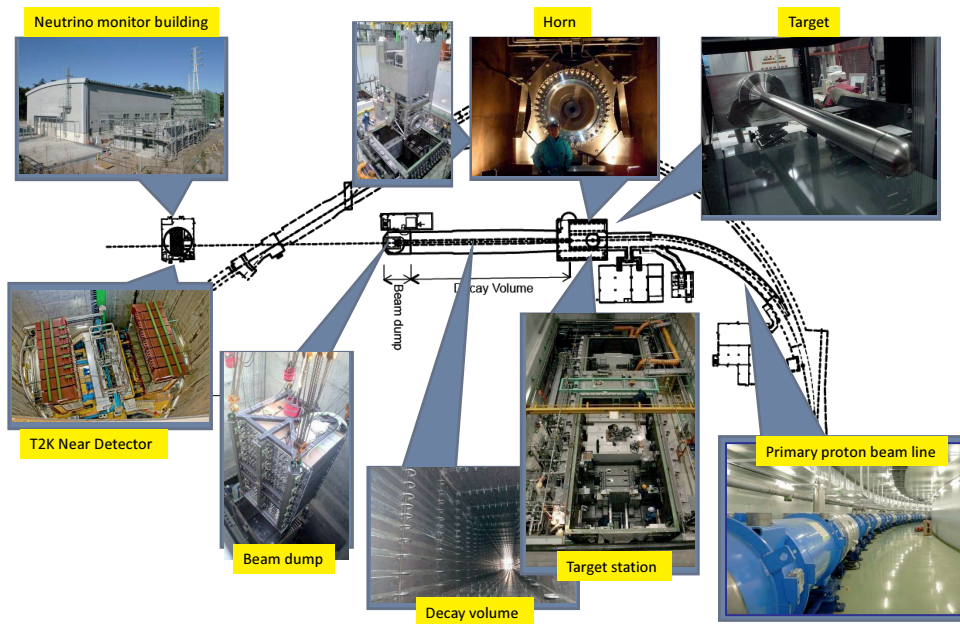 Neutrino monitor building
Horn
Target
Beam dump
Decay Volume
T2K Near Detector
Primary proton beam line
Beam dump
Target station
Decay volume